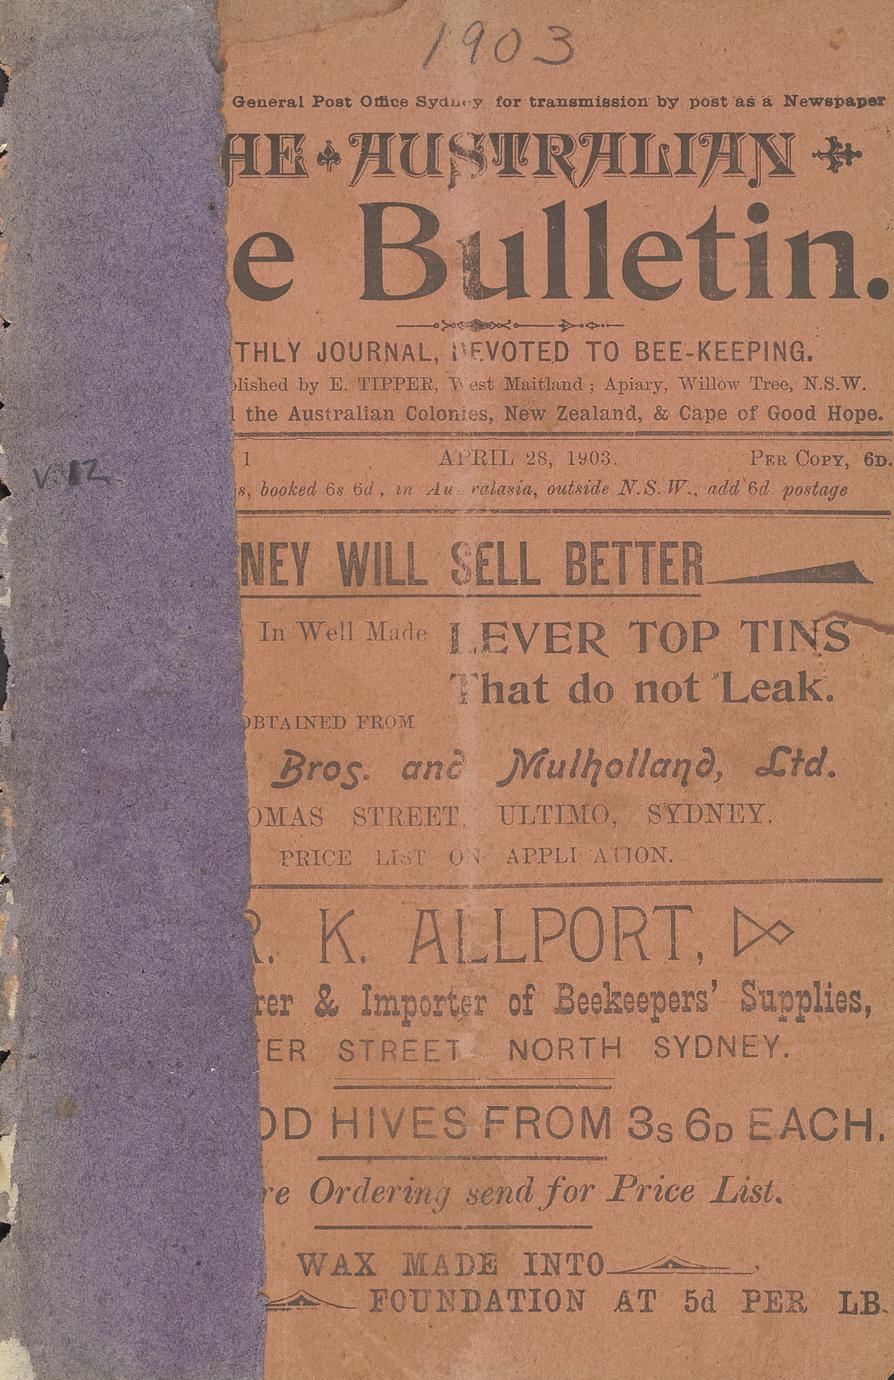 1903
General Post Office Sydney for transmission by post as a Newspaper
HE AUSTRALIAN
e Bulletin.
THLY JOURNAL, DEVOTED TO BEE-KEEPING.
blished by E. TIPPER, West Maitland ; Apiary, Willow Tree, N.S.W.
l the Australian Colonies, New Zealand, & Cape of Good Hope.
1 APRIL 28, 1903. PER COPY, 6D.
s, booked 6s 6d , in Au ralasia, outside N.S.W., add 6d postage
V. 12
NEY WILL SELL BETTER
In Well Made LEVER TOP TINS
That do not Leak.
OBTAINED FROM
Bros. and Mulholland, Ltd.
OMAS STREET, ULTIMO, SYDNEY.
PRICE LIST ON APPLI ATION.
R. K. ALLPORT,
rer & Importer of Beekeepers' Supplies,
ER STREET NORTH SYDNEY.
OD HIVES FROM 3s 6D EACH.
re Ordering send for Price List.
WAX MADE INTO
FOUNDATION AT 5d PER LB.